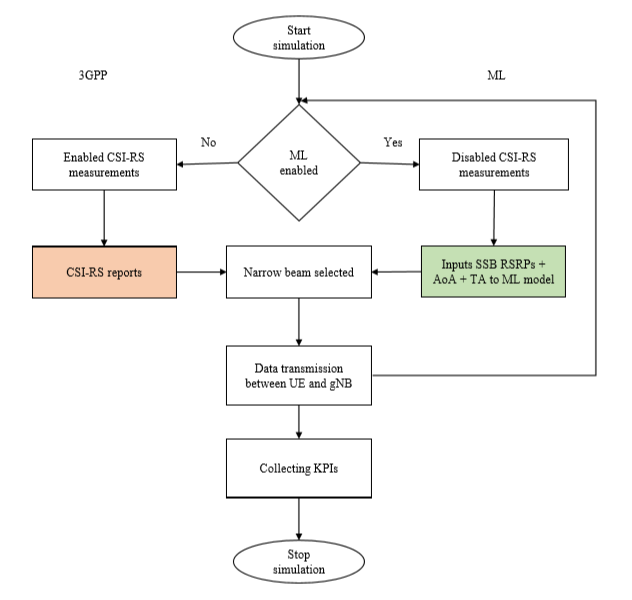 Start
simulation
3GPP
ML
No
ML
enabled
Yes
Enabled CSI-RS
measurements
Disabled CSI-RS
measurements
CSI-RS reports
Narrow beam selected
Inputs SSB RSRPs +
AoA + TA to ML model
Data transmission
between UE and gNB
Collecting KPIs
Stop
simulation